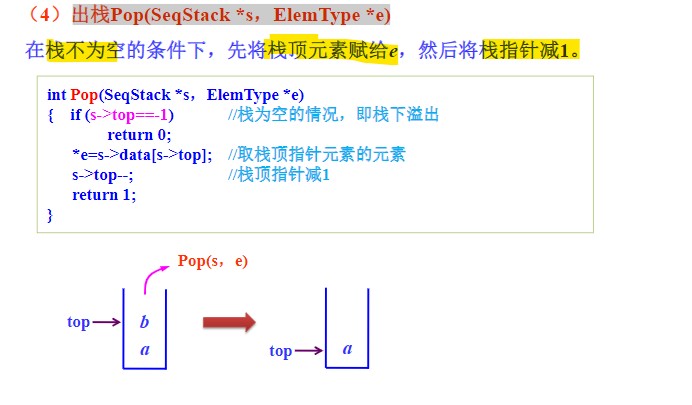 （4）出栈Pop(SeqStack *s，ElemType *e)
在栈不为空的条件下，先将栈顶元素赋给e，然后将栈指针减1。
int Pop(SeqStack *s，ElemType *e)
{ if (s->top==-1) //栈为空的情况，即栈下溢出
return 0;
*e=s->data[s->top]; //取栈顶指针元素的元素
s->top--; //栈顶指针减1
return 1;
}
Pop(s，e)
top b
a
top a